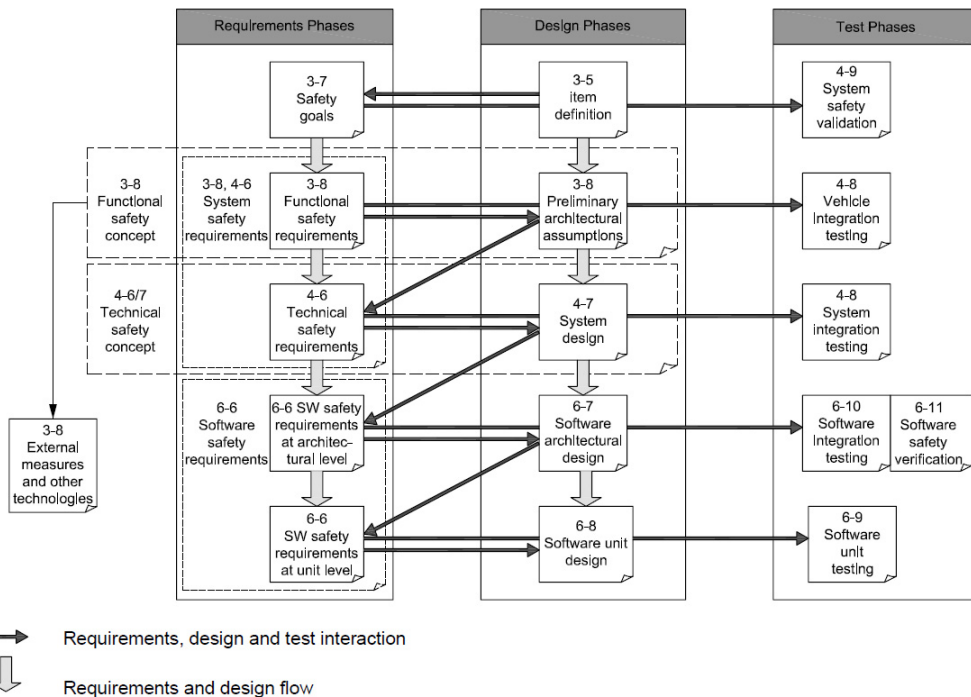 Requirements Phases
Design Phases
Test Phases
3-7
Safety
goals
3-5
item
definition
4-9
System
safety
validation
3-8
Functional
safety
concept
3-8, 4-6
System
safety
requirements
3-8
Functional
safety
requirements
3-8
Preliminary
architectural
assumptions
4-8
Vehicle
Integration
testing
4-6/7
Technical
safety
concept
4-6
Technical
safety
requirements
4-7
System
design
4-8
System
integration
testing
3-8
External
measures
and other
technologies
6-6
Software
safety
requirements
6-6 SW safety
requirements
at architec-
tural level
6-7
Software
architectural
design
6-10
Software
Integration
testing
6-11
Software
safety
verification
6-6
SW safety
requirements
at unit level
6-8
Software unit
design
6-9
Software
unit
testing
Requirements, design and test interaction
Requirements and design flow